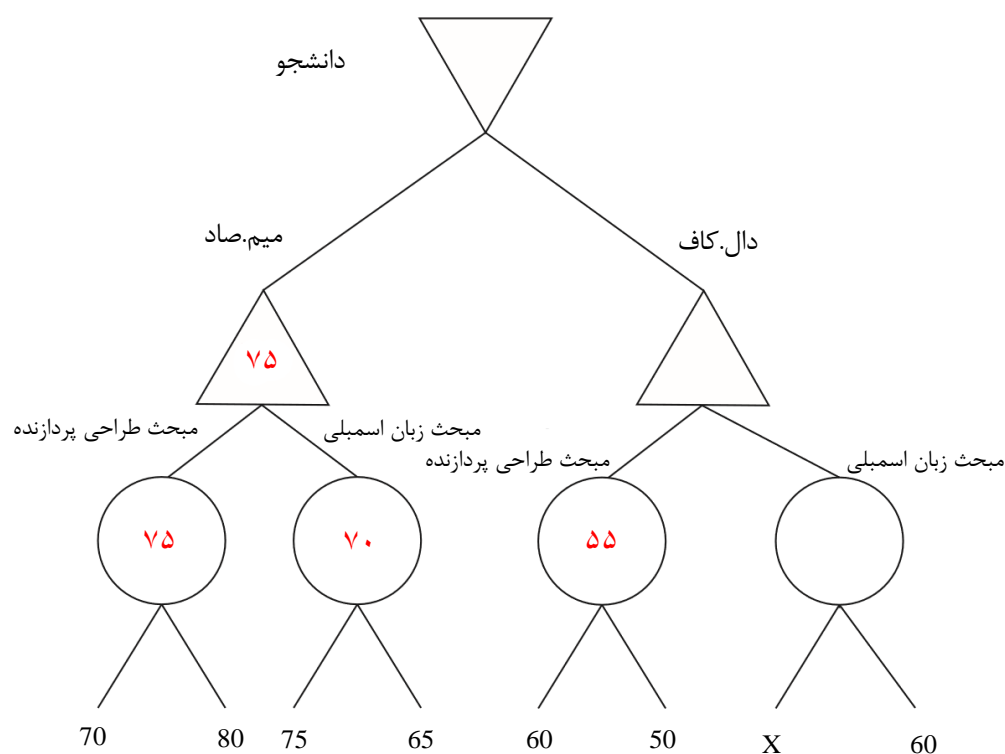 دانشجو
میم.صاد
دال.کاف
۷۵
مبحث طراحی پردازنده
مبحث زبان اسمبلی
مبحث طراحی پردازنده
مبحث زبان اسمبلی
۷۵
۷۰
۵۵
70
80
75
65
60
50
X
60